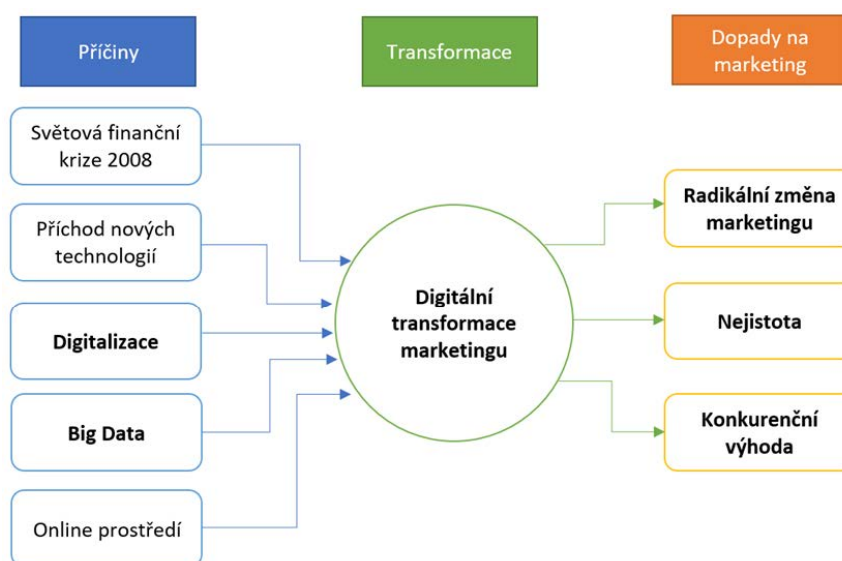 Příčiny
Transformace
Dopady na
marketing
Světová finanční
krize 2008
Příchod nových
technologií
Digitalizace
Big Data
Online prostředí
Digitální
transformace
marketingu
Radikální změna
marketingu
Nejistota
Konkurenční
výhoda